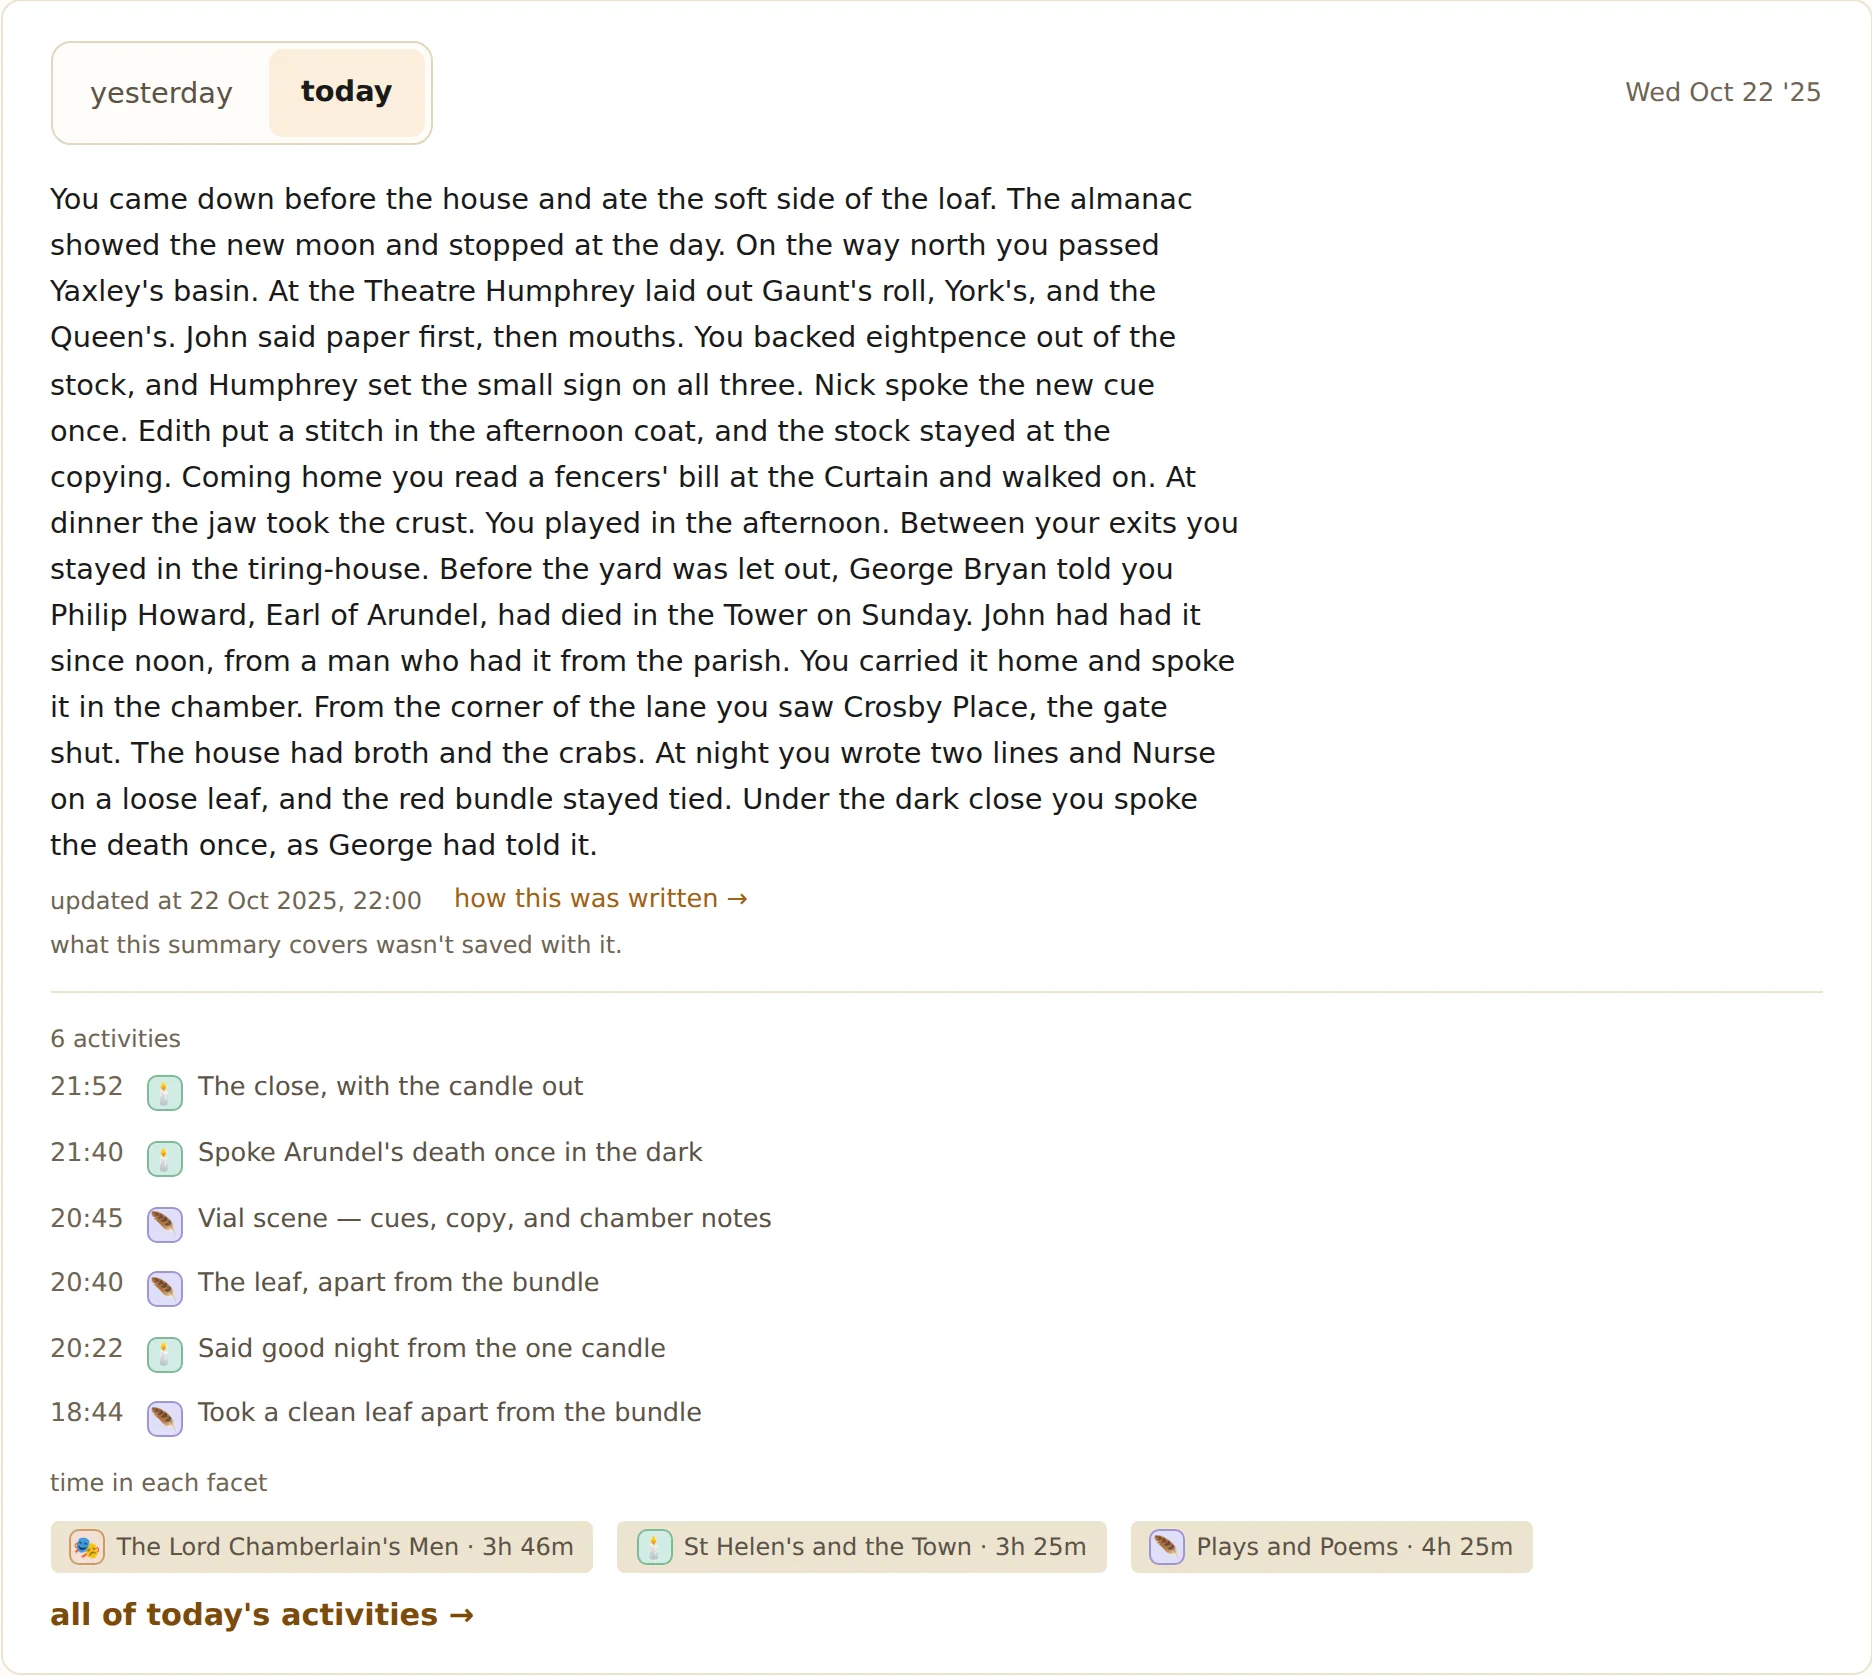 yesterday today Wed Oct 22 '25
You came down before the house and ate the soft side of the loaf. The almanac
showed the new moon and stopped at the day. On the way north you passed
Yaxley's basin. At the Theatre Humphrey laid out Gaunt's roll, York's, and the
Queen's. John said paper first, then mouths. You backed eightpence out of the
stock, and Humphrey set the small sign on all three. Nick spoke the new cue
once. Edith put a stitch in the afternoon coat, and the stock stayed at the
copying. Coming home you read a fencers' bill at the Curtain and walked on. At
dinner the jaw took the crust. You played in the afternoon. Between your exits you
stayed in the tiring-house. Before the yard was let out, George Bryan told you
Philip Howard, Earl of Arundel, had died in the Tower on Sunday. John had had it
since noon, from a man who had it from the parish. You carried it home and spoke
it in the chamber. From the corner of the lane you saw Crosby Place, the gate
shut. The house had broth and the crabs. At night you wrote two lines and Nurse
on a loose leaf, and the red bundle stayed tied. Under the dark close you spoke
the death once, as George had told it.
updated at 22 Oct 2025, 22:00 how this was written →
what this summary covers wasn't saved with it.
6 activities
21:52 The close, with the candle out
21:40 Spoke Arundel's death once in the dark
20:45 Vial scene — cues, copy, and chamber notes
20:40 The leaf, apart from the bundle
20:22 Said good night from the one candle
18:44 Took a clean leaf apart from the bundle
time in each facet
The Lord Chamberlain's Men · 3h 46m St Helen's and the Town · 3h 25m Plays and Poems · 4h 25m
all of today's activities →